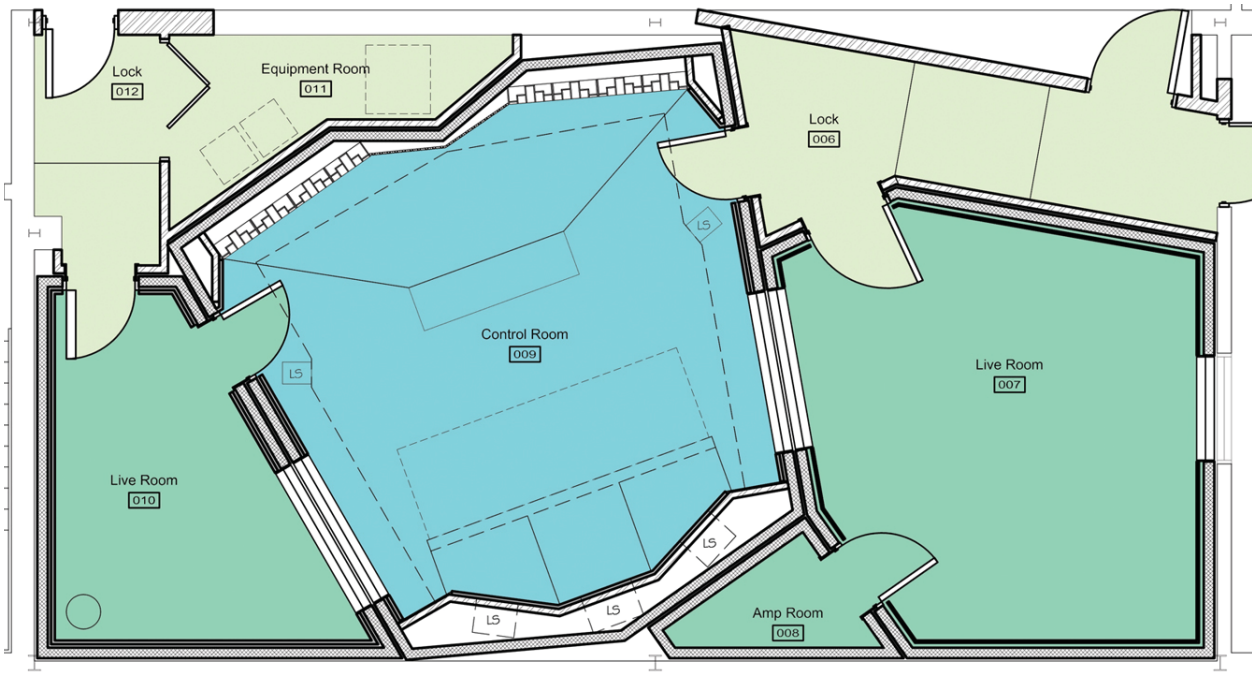 Lock
012
Equipment Room
011
Lock
006
LS
Control Room
009
LS
Live Room
007
Live Room
010
LS
LS
LS
Amp Room
008